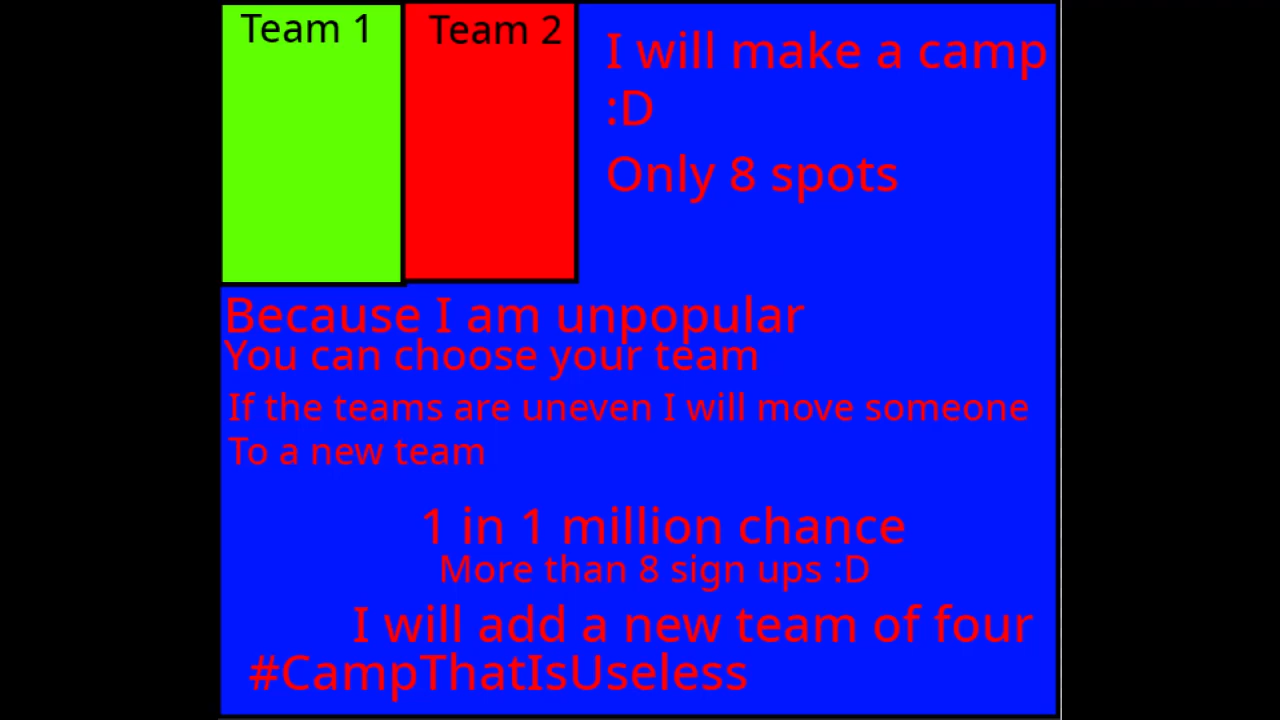 Team 1
Team 2
I will make a camp
:D
Only 8 spots
Because I am unpopular
You can choose your team
If the teams are uneven I will move someone
To a new team
1 in 1 million chance
More than 8 sign ups :D
I will add a new team of four
#CampThatIsUseless